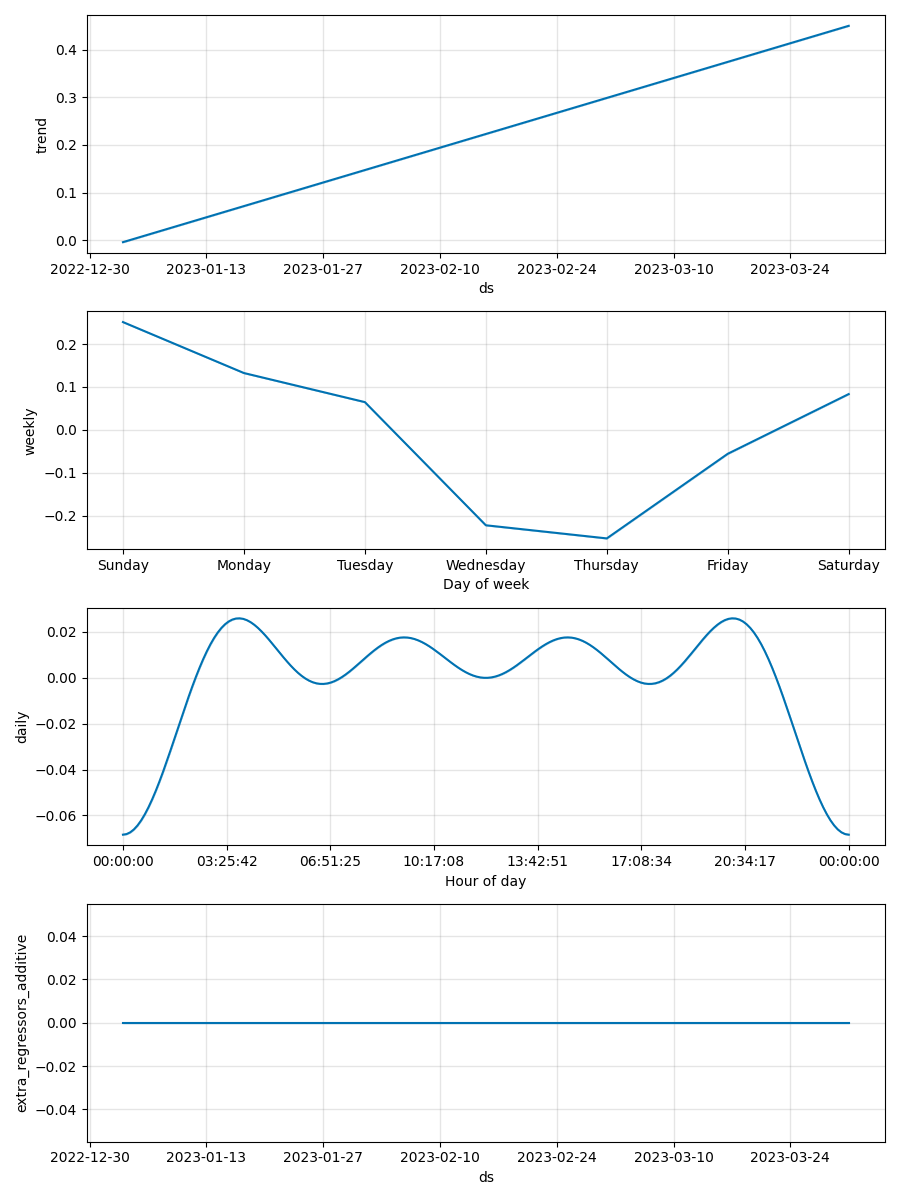 0.4
0.3
0.2
0.1
0.0
trend
2022-12-30 2023-01-13 2023-01-27 2023-02-10 2023-02-24 2023-03-10 2023-03-24
ds
0.2
0.1
0.0
−0.1
−0.2
weekly
Sunday Monday Tuesday Wednesday Thursday Friday Saturday
Day of week
0.02
0.00
−0.02
−0.04
−0.06
daily
00:00:00 03:25:42 06:51:25 10:17:08 13:42:51 17:08:34 20:34:17 00:00:00
Hour of day
0.04
0.02
0.00
−0.02
−0.04
extra_regressors_additive
2022-12-30 2023-01-13 2023-01-27 2023-02-10 2023-02-24 2023-03-10 2023-03-24
ds